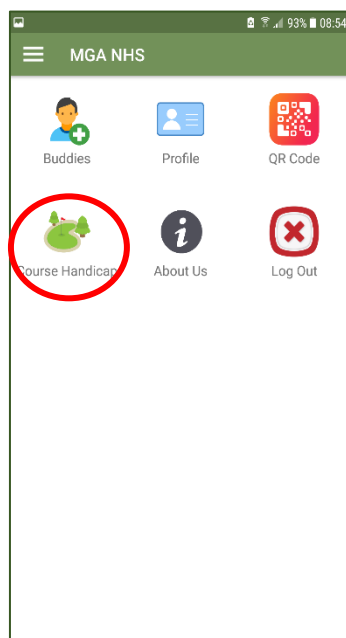 93% 08:54
MGA NHS
Buddies Profile QR Code
Course Handicap About Us Log Out